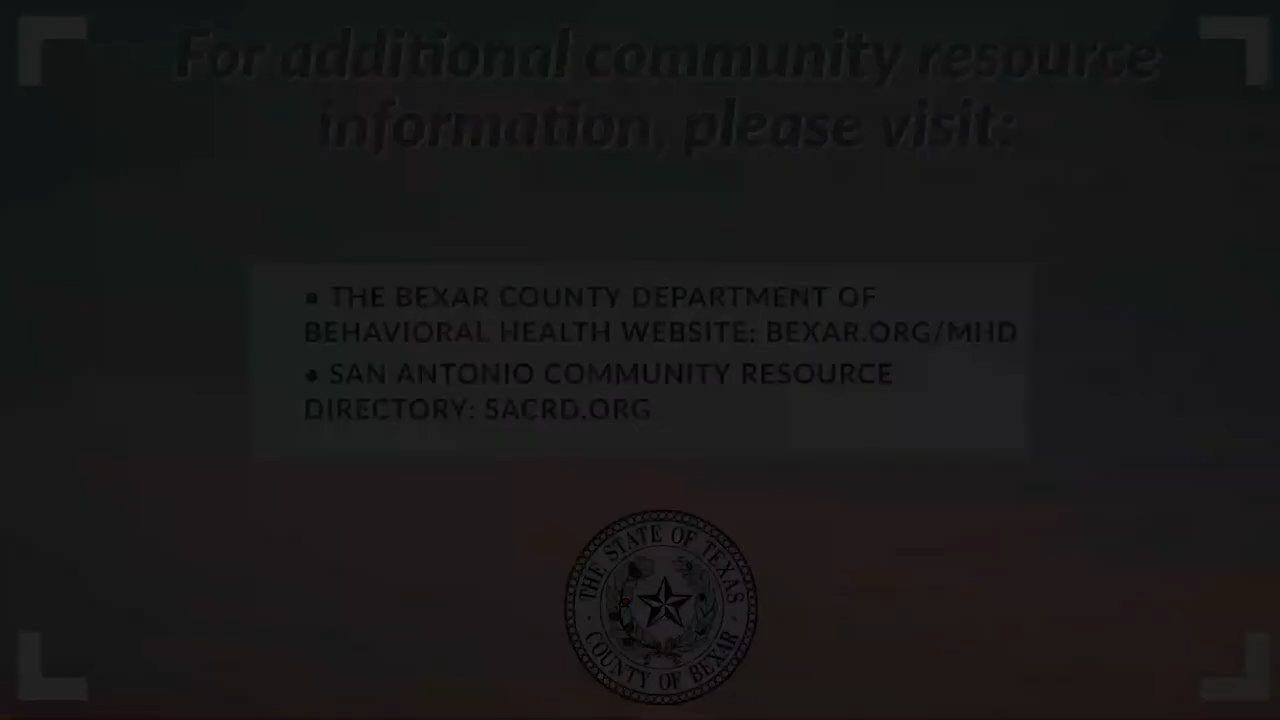 For additional community resource
information, please visit:
▪ THE BEXAR COUNTY DEPARTMENT OF
BEHAVIORAL HEALTH WEBSITE: BEXAR.ORG/MHD
• SAN ANTONIO COMMUNITY RESOURCE
DIRECTORY: SACRD.ORG
THE STATE OF TEXAS
COUNTY OF BEXAR